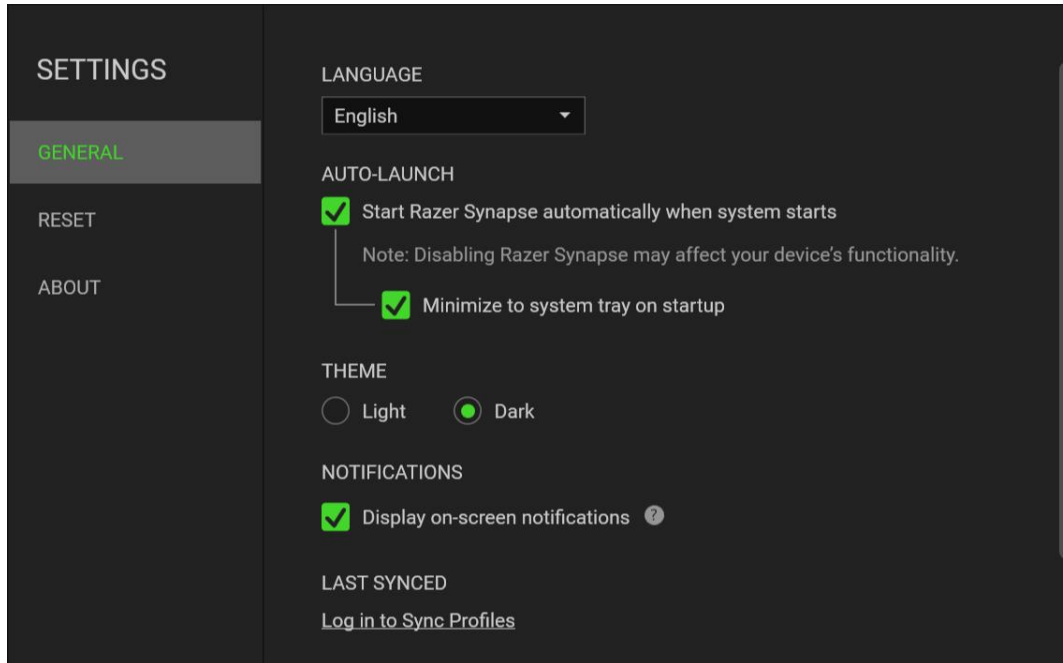 SETTINGS
GENERAL
RESET
ABOUT
LANGUAGE
English
AUTO-LAUNCH
Start Razer Synapse automatically when system starts
Note: Disabling Razer Synapse may affect your device’s functionality.
Minimize to system tray on startup
THEME
Light
Dark
NOTIFICATIONS
Display on-screen notifications ?
LAST SYNCED
Log in to Sync Profiles